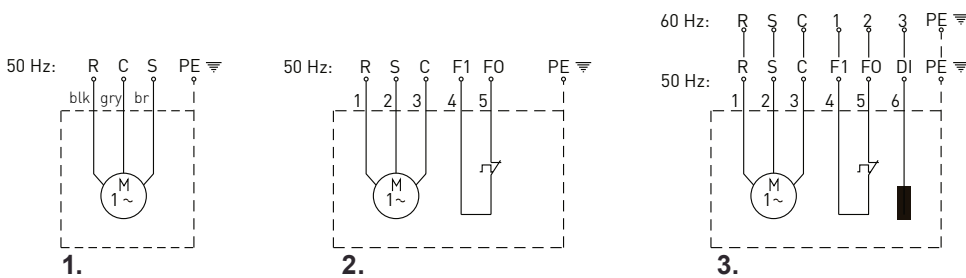 60 Hz: R S C 1 2 3 PE
50 Hz: R C S PE
blk gry br
M
1~
1.
50 Hz: R S C F1 F0 PE
1 2 3 4 5
M
1~
2.
50 Hz: R S C F1 F0 DI PE
1 2 3 4 5 6
M
1~
3.